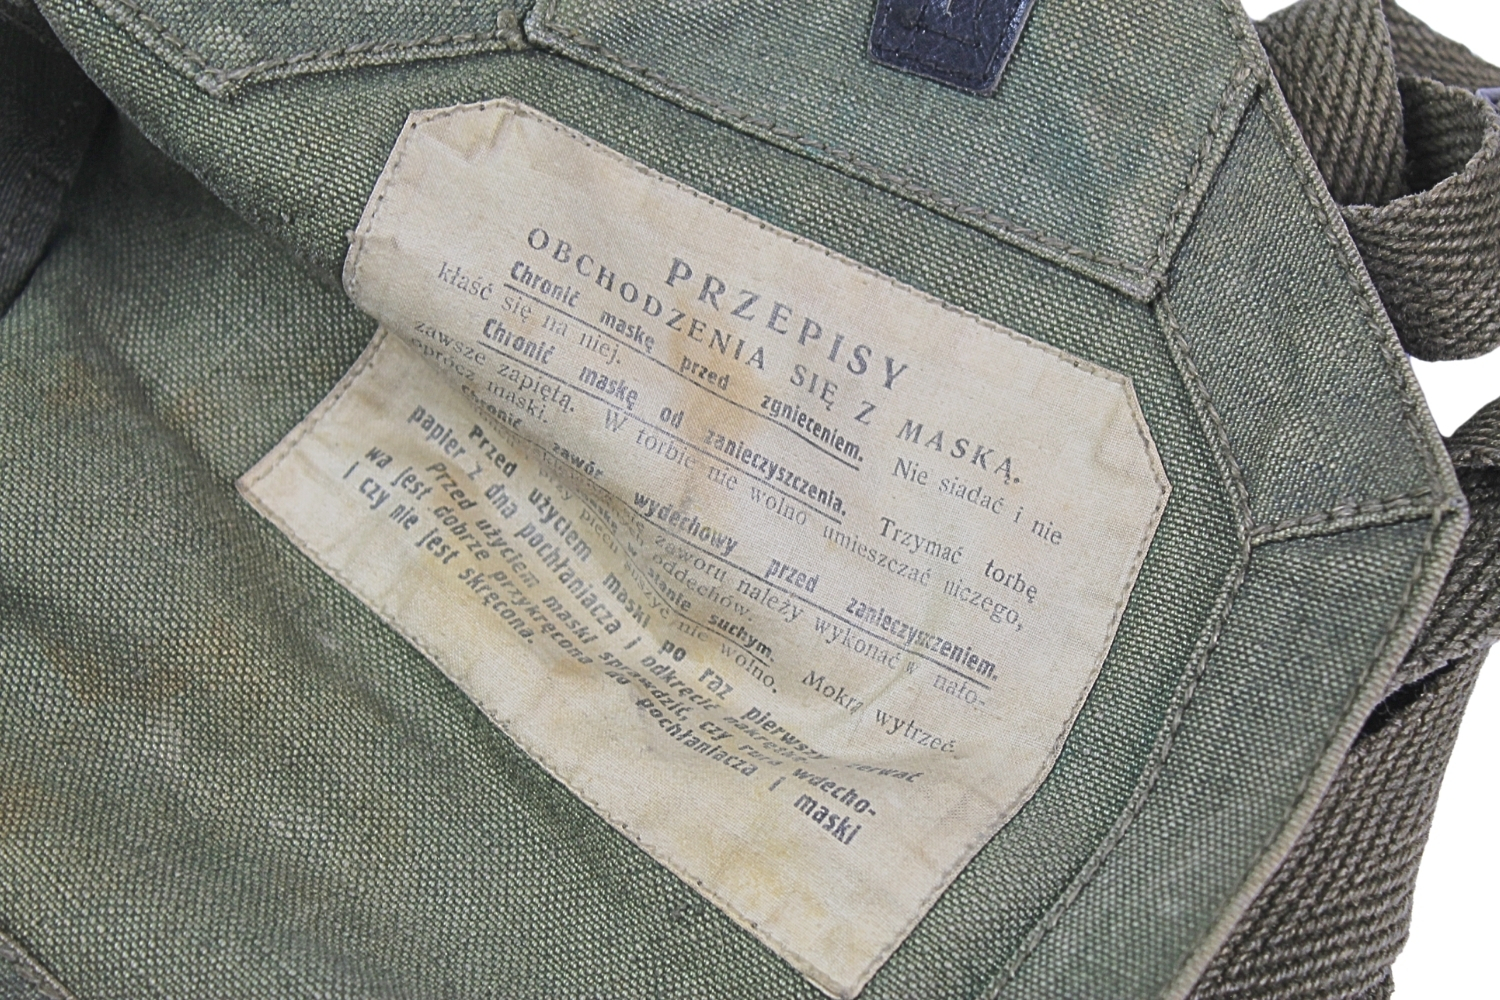 PRZEPISY
OBCHODZENIA SIĘ Z MASKĄ.
Chronić maskę przed zgnieceniem. Nie siadać i nie
kłaść się na niej.
Chronić maskę od zanieczyszczenia. Trzymać torbę
zawsze zapiętą. W torbie nie wolno umieszczać niczego,
oprócz maski.
Chronić zawór wydechowy przed zanieczyszczeniem.
zaworu należy wykonać
oddechów.
w stanie suchym. Mokrą wytrzeć.
suszyć nie wolno.
Przed użyciem maski po raz pierwszy
papier z dna pochłaniacza i odkręcić
Przed użyciem maski sprawdzić, czy rura wdecho-
wa jest dobrze przykręcona do pochłaniacza i maski
i czy nie jest skręcona.